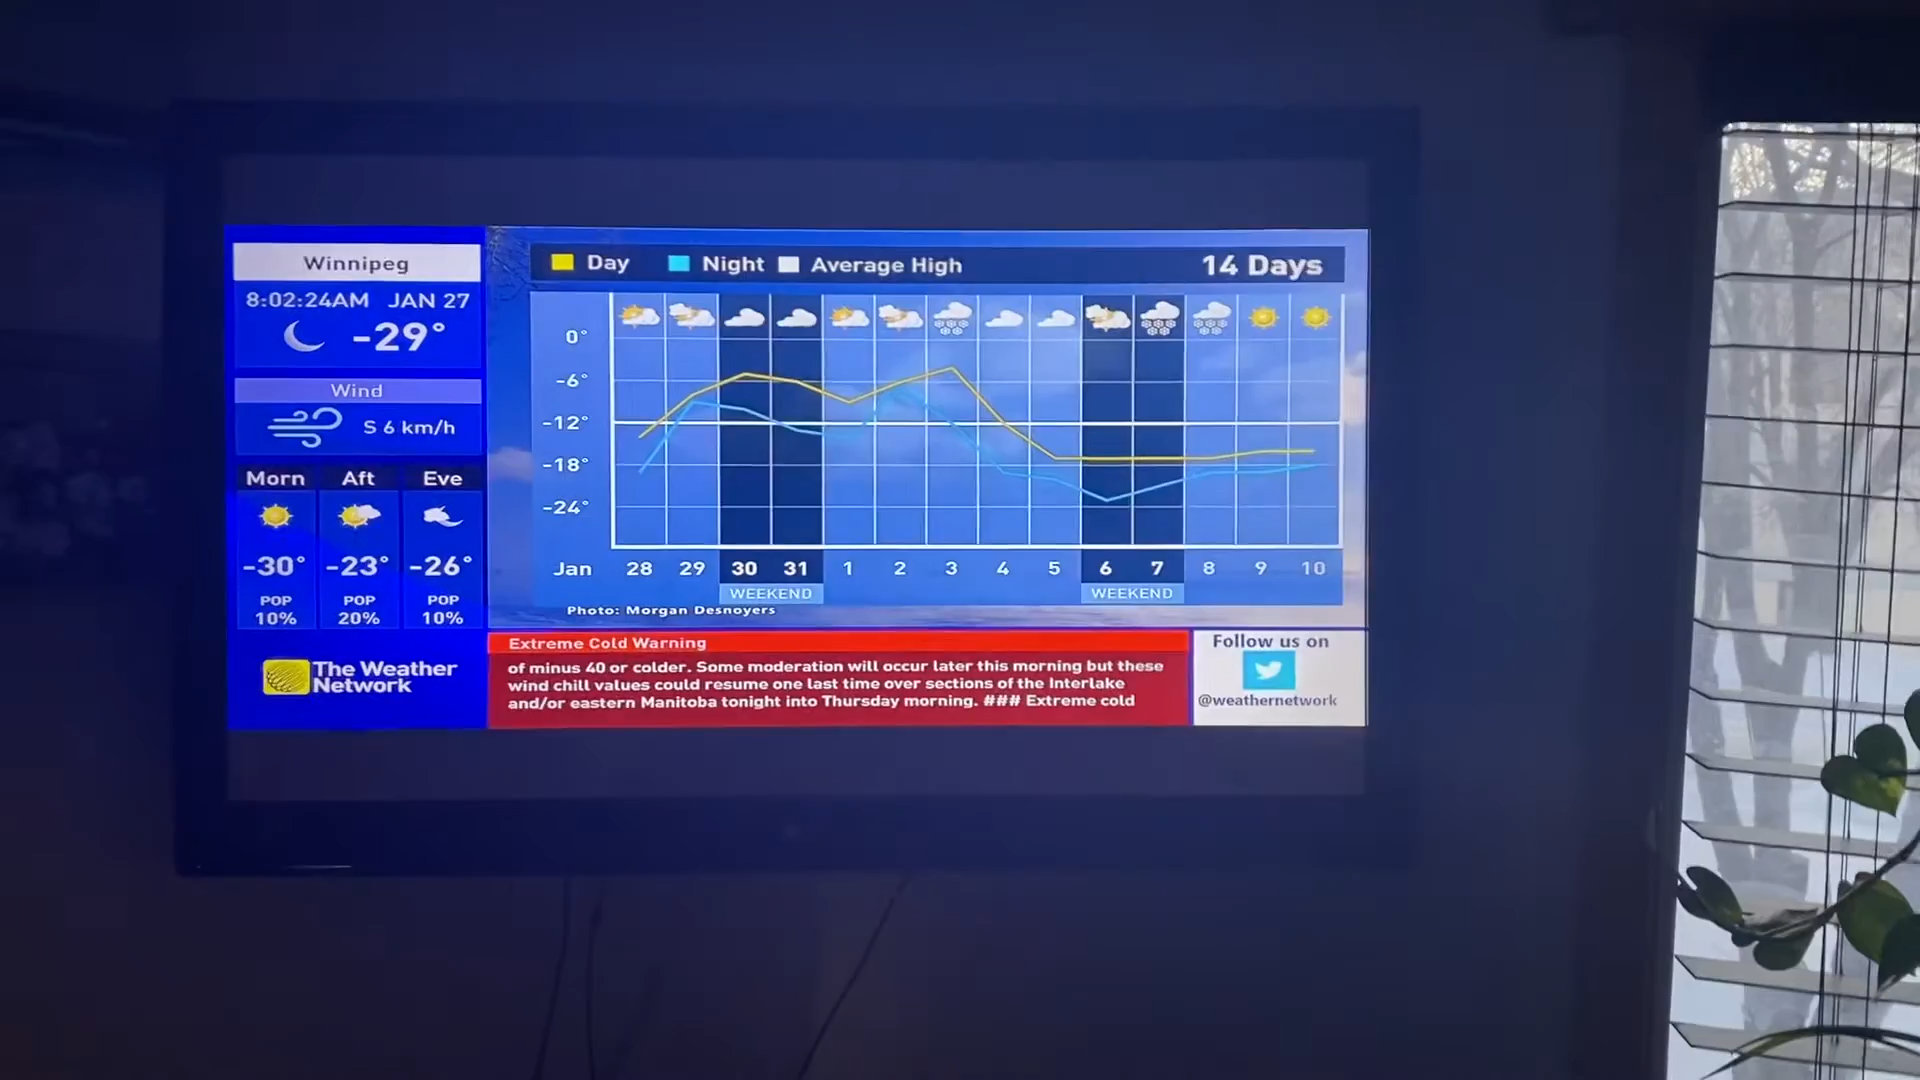 Winnipeg
8:02:24AM JAN 27
-29°
Wind
S 6 km/h
Morn Aft Eve
-30° -23° -26°
POP POP POP
10% 20% 10%
The Weather
Network
Day Night Average High 14 Days
0°
-6°
-12°
-18°
-24°
Jan 28 29 30 31 1 2 3 4 5 6 7 8 9 10
WEEKEND WEEKEND
Photo: Morgan Desnoyers
Extreme Cold Warning
of minus 40 or colder. Some moderation will occur later this morning but these
wind chill values could resume one last time over sections of the Interlake
and/or eastern Manitoba tonight into Thursday morning. ### Extreme cold
Follow us on
@weathernetwork